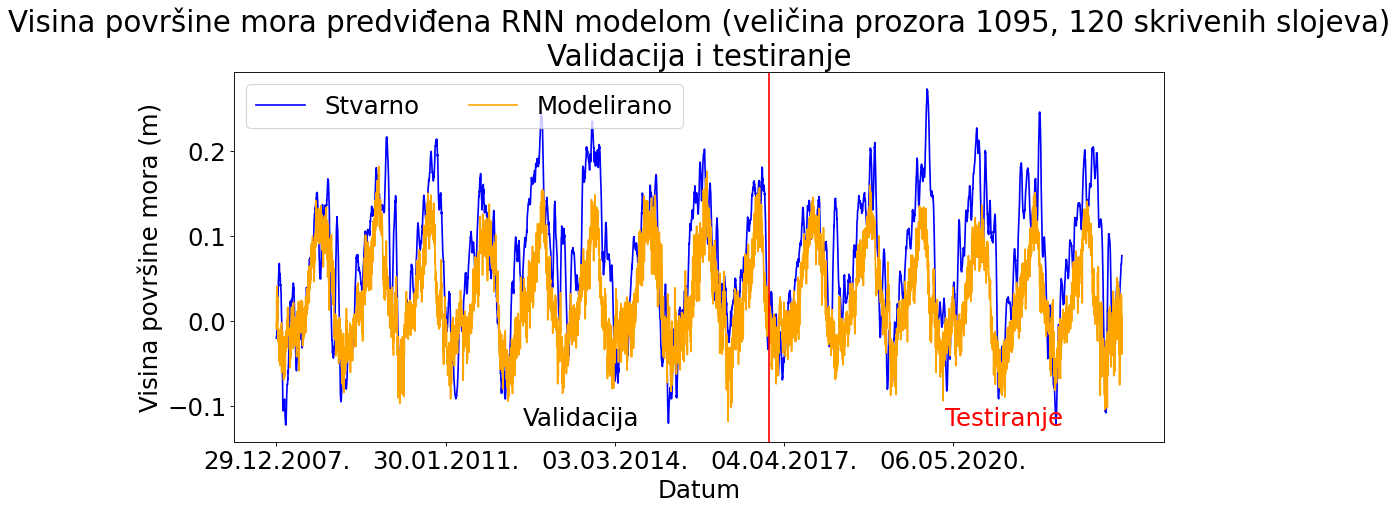 Visina površine mora predviđena RNN modelom (veličina prozora 1095, 120 skrivenih slojeva)
Validacija i testiranje
Stvarno
Modelirano
Visina površine mora (m)
0.2
0.1
0.0
−0.1
Validacija
Testiranje
29.12.2007.
30.01.2011.
03.03.2014.
04.04.2017.
06.05.2020.
Datum